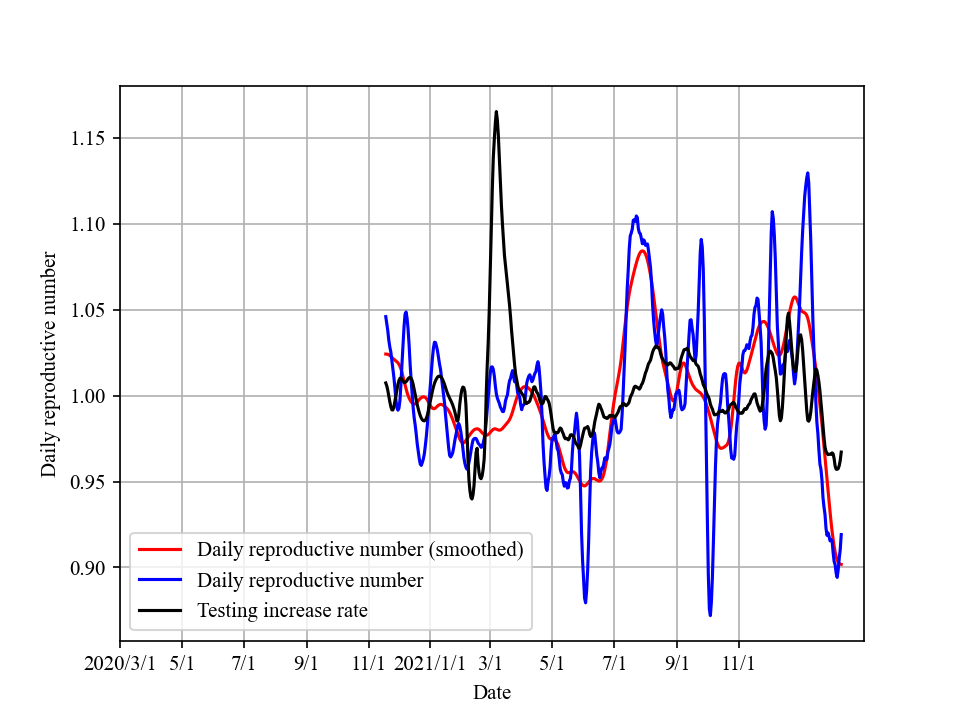 Daily reproductive number
1.15
1.10
1.05
1.00
0.95
0.90
Daily reproductive number (smoothed)
Daily reproductive number
Testing increase rate
2020/3/1 5/1 7/1 9/1 11/1 2021/1/1 3/1 5/1 7/1 9/1 11/1
Date